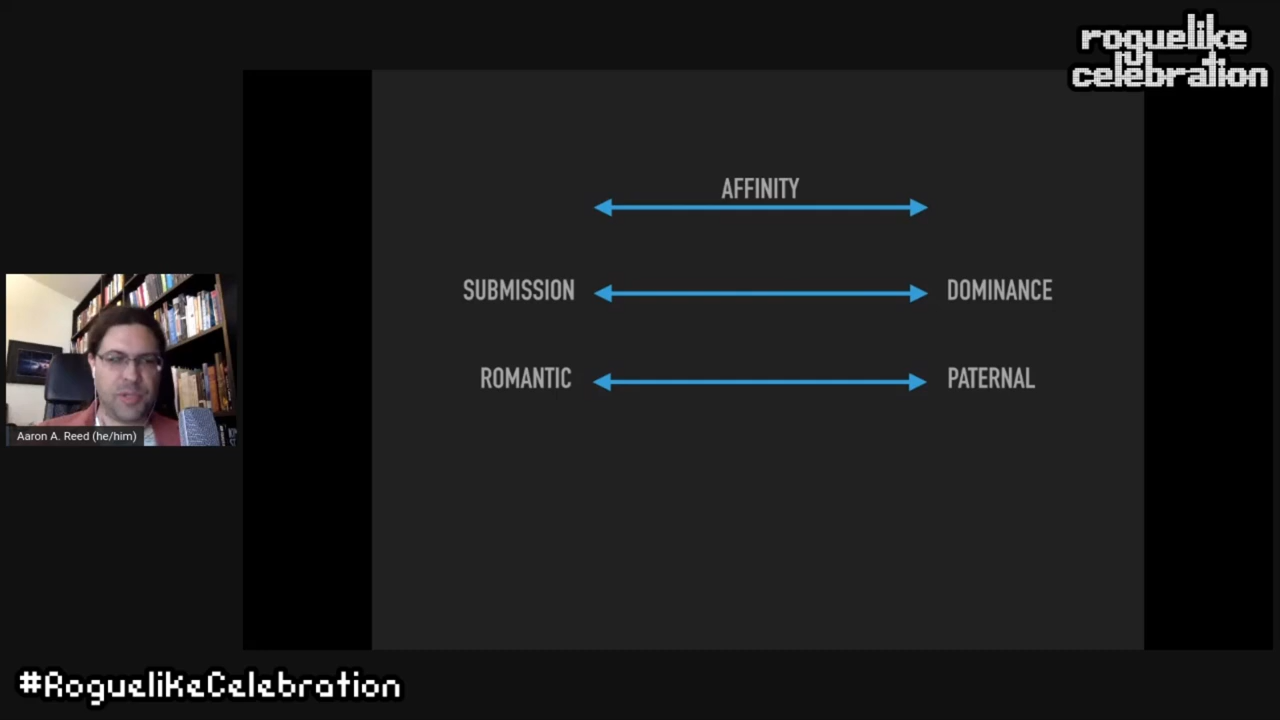 roguelike
celebration
AFFINITY
SUBMISSION
DOMINANCE
ROMANTIC
PATERNAL
Aaron A. Reed (he/him)
#RoguelikeCelebration